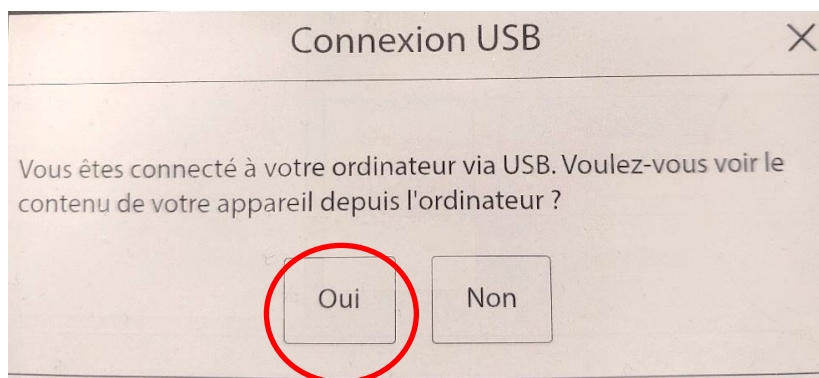 Connexion USB
Vous êtes connecté à votre ordinateur via USB. Voulez-vous voir le
contenu de votre appareil depuis l'ordinateur ?
Oui
Non